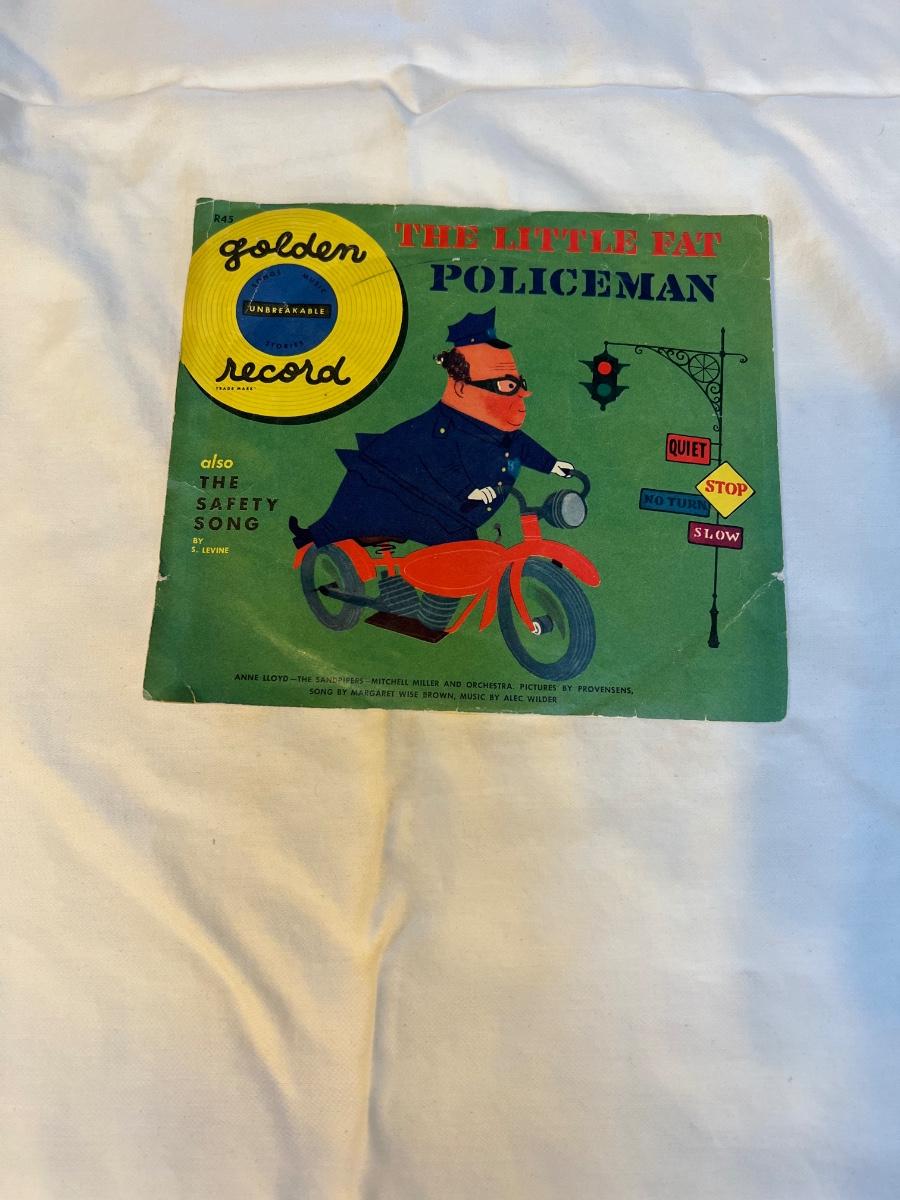 R45
golden
SONGS MUSIC
UNBREAKABLE
STORIES
record
TRADE MARK
THE LITTLE FAT
POLICEMAN
also
THE
SAFETY
SONG
BY
S. LEVINE
QUIET
STOP
NO TURN
SLOW
ANNE LLOYD—THE SANDPIPERS—MITCHELL MILLER AND ORCHESTRA. PICTURES BY PROVENSENS,
SONG BY MARGARET WISE BROWN, MUSIC BY ALEC WILDER